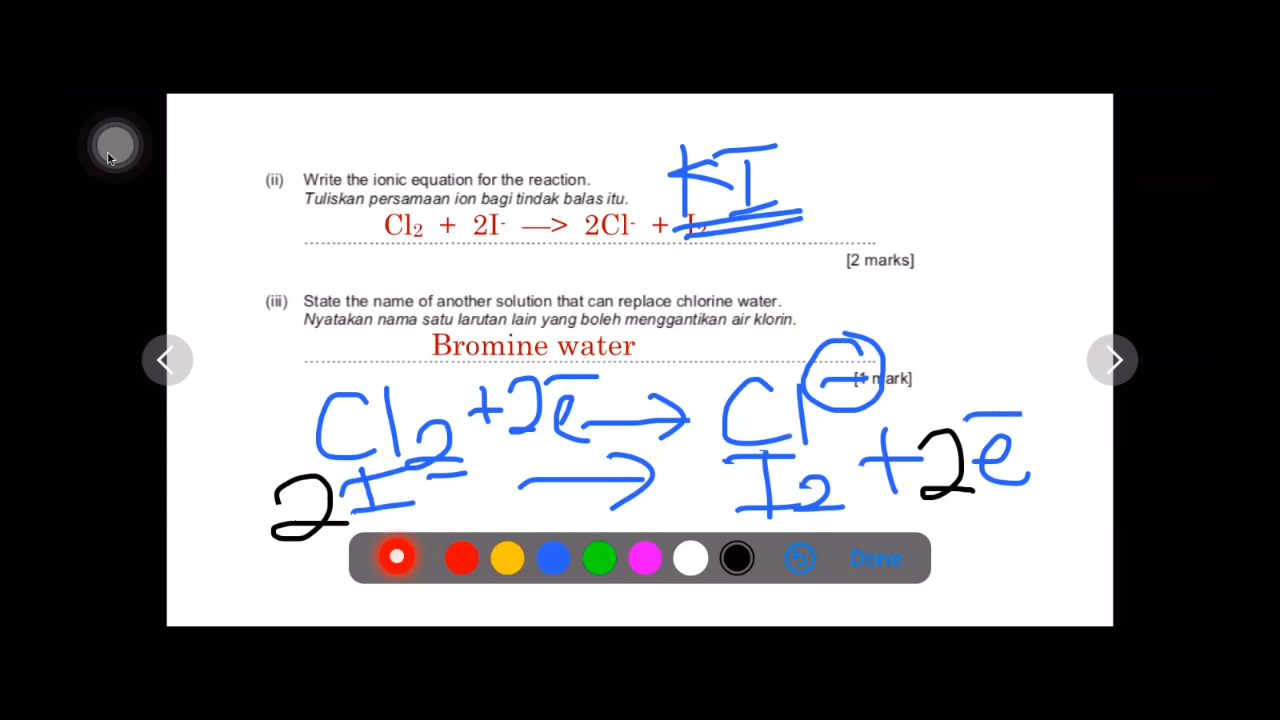 KI
(ii) Write the ionic equation for the reaction.
Tuliskan persamaan ion bagi tindak balas itu.
Cl₂ + 2I⁻ —> 2Cl⁻ + I₂
[2 marks]
(iii) State the name of another solution that can replace chlorine water.
Nyatakan nama satu larutan lain yang boleh menggantikan air klorin.
Bromine water
[1 mark]
Cl₂ + 2e̅ → Cl⁻
2I⁻ → I₂ + 2e̅
Done